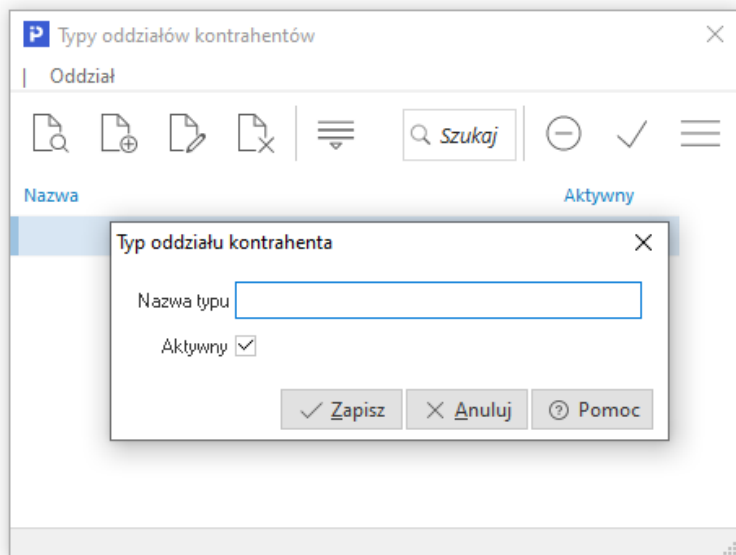 Typy oddziałów kontrahentów
| Oddział
Szukaj
Nazwa Aktywny
Typ oddziału kontrahenta
Nazwa typu
Aktywny
Zapisz Anuluj Pomoc